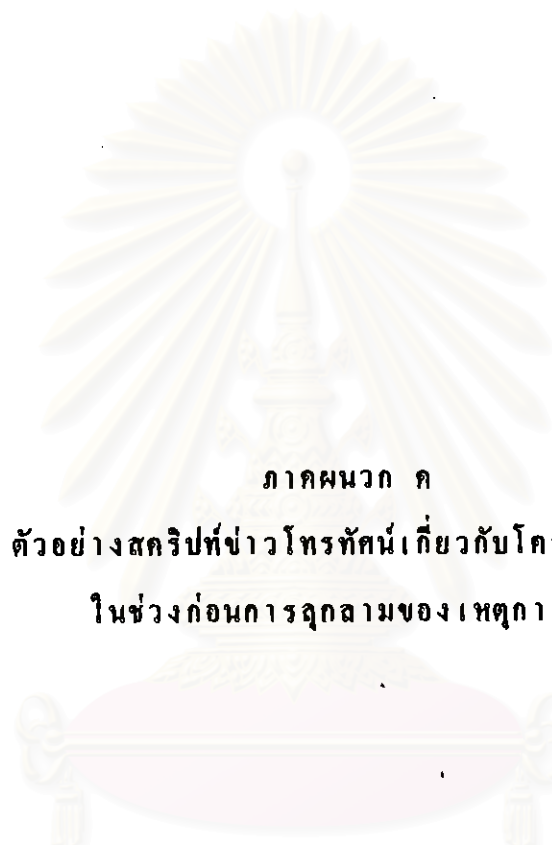 ภาคผนวก ค
ตัวอย่างสคริปท์ข่าวโทรทัศน์เกี่ยวกับ
ในช่วงก่อนการลุกลามของ